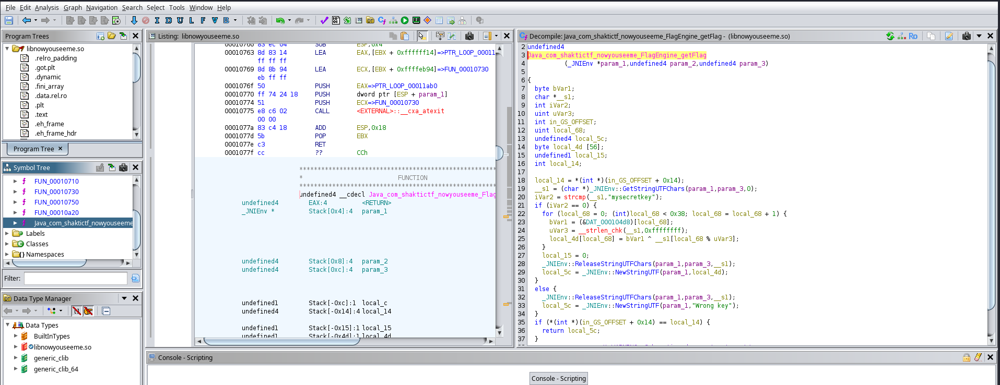 File Edit Analysis Graph Navigation Search Select Tools Window Help
I D U L F V B
Program Trees
libnowyouseeme.so
.relro_padding
.got.plt
.dynamic
.fini_array
.data.rel.ro
.plt
.text
.eh_frame
.eh_frame_hdr
Program Tree ×
Symbol Tree
f FUN_00010710
f FUN_00010730
f FUN_00010750
f FUN_00010a20
f Java_com_shaktictf_nowyouseeme
Labels
Classes
Namespaces
Filter:
Data Type Manager
Data Types
BuiltInTypes
libnowyouseeme.so
generic_clib
generic_clib_64
Listing: libnowyouseeme.so
00010760 83 ec 04 SUB ESP,0x4
00010763 8d 83 14 LEA EAX,[EBX + 0xffffff14]=>PTR_LOOP_00011
ff ff ff
00010769 8d 8b 94 LEA ECX,[EBX + 0xffffeb94]=>FUN_00010730
eb ff ff
0001076f 50 PUSH EAX=>PTR_LOOP_00011ab0
00010770 ff 74 24 18 PUSH dword ptr [ESP + param_1]
00010774 51 PUSH ECX=>FUN_00010730
00010775 e8 c6 02 CALL <EXTERNAL>::__cxa_atexit
00 00
0001077a 83 c4 18 ADD ESP,0x18
0001077d 5b POP EBX
0001077e c3 RET
0001077f cc ?? CCh
******************************************************
* FUNCTION
******************************************************
undefined4 __cdecl Java_com_shaktictf_nowyouseeme_Flag
undefined4 EAX:4 <RETURN>
_JNIEnv * Stack[0x4]:4 param_1
undefined4 Stack[0x8]:4 param_2
undefined4 Stack[0xc]:4 param_3
undefined1 Stack[-0xc]:1 local_c
undefined4 Stack[-0x14]:4 local_14
undefined1 Stack[-0x15]:1 local_15
undefined1 Stack[-0x4d]:1 local_4d
Decompile: Java_com_shaktictf_nowyouseeme_FlagEngine_getFlag - (libnowyouseeme.so)
Ro
2 undefined4
3 Java_com_shaktictf_nowyouseeme_FlagEngine_getFlag
4 (_JNIEnv *param_1,undefined4 param_2,undefined4 param_3)
5
6 {
7 byte bVar1;
8 char *__s1;
9 int iVar2;
10 uint uVar3;
11 int in_GS_OFFSET;
12 uint local_68;
13 undefined4 local_5c;
14 byte local_4d [56];
15 undefined1 local_15;
16 int local_14;
17
18 local_14 = *(int *)(in_GS_OFFSET + 0x14);
19 __s1 = (char *)_JNIEnv::GetStringUTFChars(param_1,param_3,0);
20 iVar2 = strcmp(__s1,"mysecretkey");
21 if (iVar2 == 0) {
22 for (local_68 = 0; (int)local_68 < 0x38; local_68 = local_68 + 1) {
23 bVar1 = (&DAT_000104d8)[local_68];
24 uVar3 = __strlen_chk(__s1,0xffffffff);
25 local_4d[local_68] = bVar1 ^ __s1[local_68 % uVar3];
26 }
27 local_15 = 0;
28 _JNIEnv::ReleaseStringUTFChars(param_1,param_3,__s1);
29 local_5c = _JNIEnv::NewStringUTF(param_1,local_4d);
30 }
31 else {
32 _JNIEnv::ReleaseStringUTFChars(param_1,param_3,__s1);
33 local_5c = _JNIEnv::NewStringUTF(param_1,"Wrong key");
34 }
35 if (*(int *)(in_GS_OFFSET + 0x14) == local_14) {
36 return local_5c;
37 }
Console - Scripting
Console - Scripting